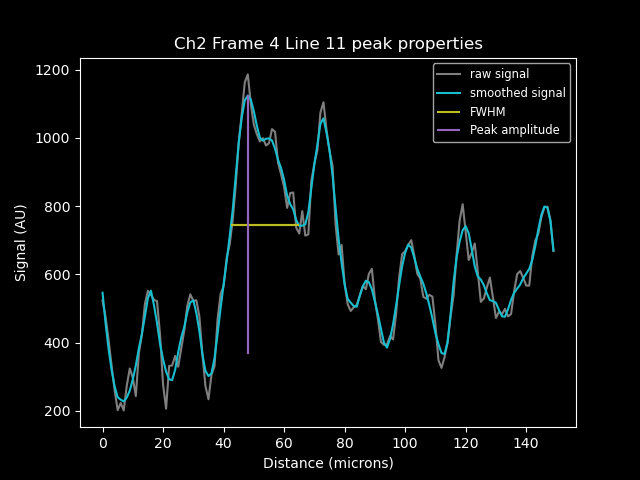 Ch2 Frame 4 Line 11 peak properties
raw signal
smoothed signal
FWHM
Peak amplitude
Signal (AU)
1200
1000
800
600
400
200
0 20 40 60 80 100 120 140
Distance (microns)